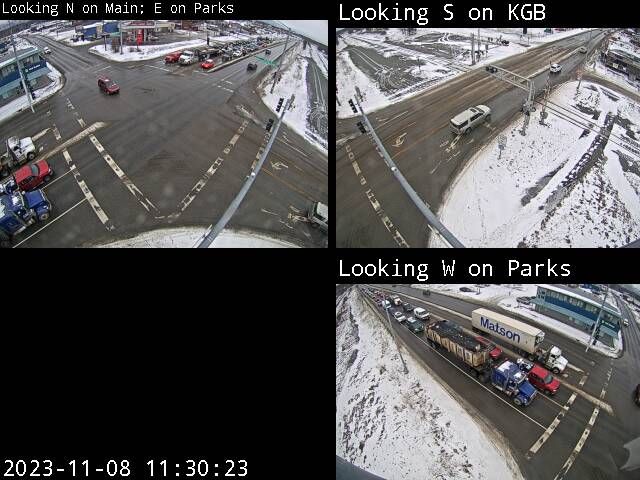 Looking N on Main; E on Parks
Looking S on KGB
Looking W on Parks
Matson
2023-11-08 11:30:23